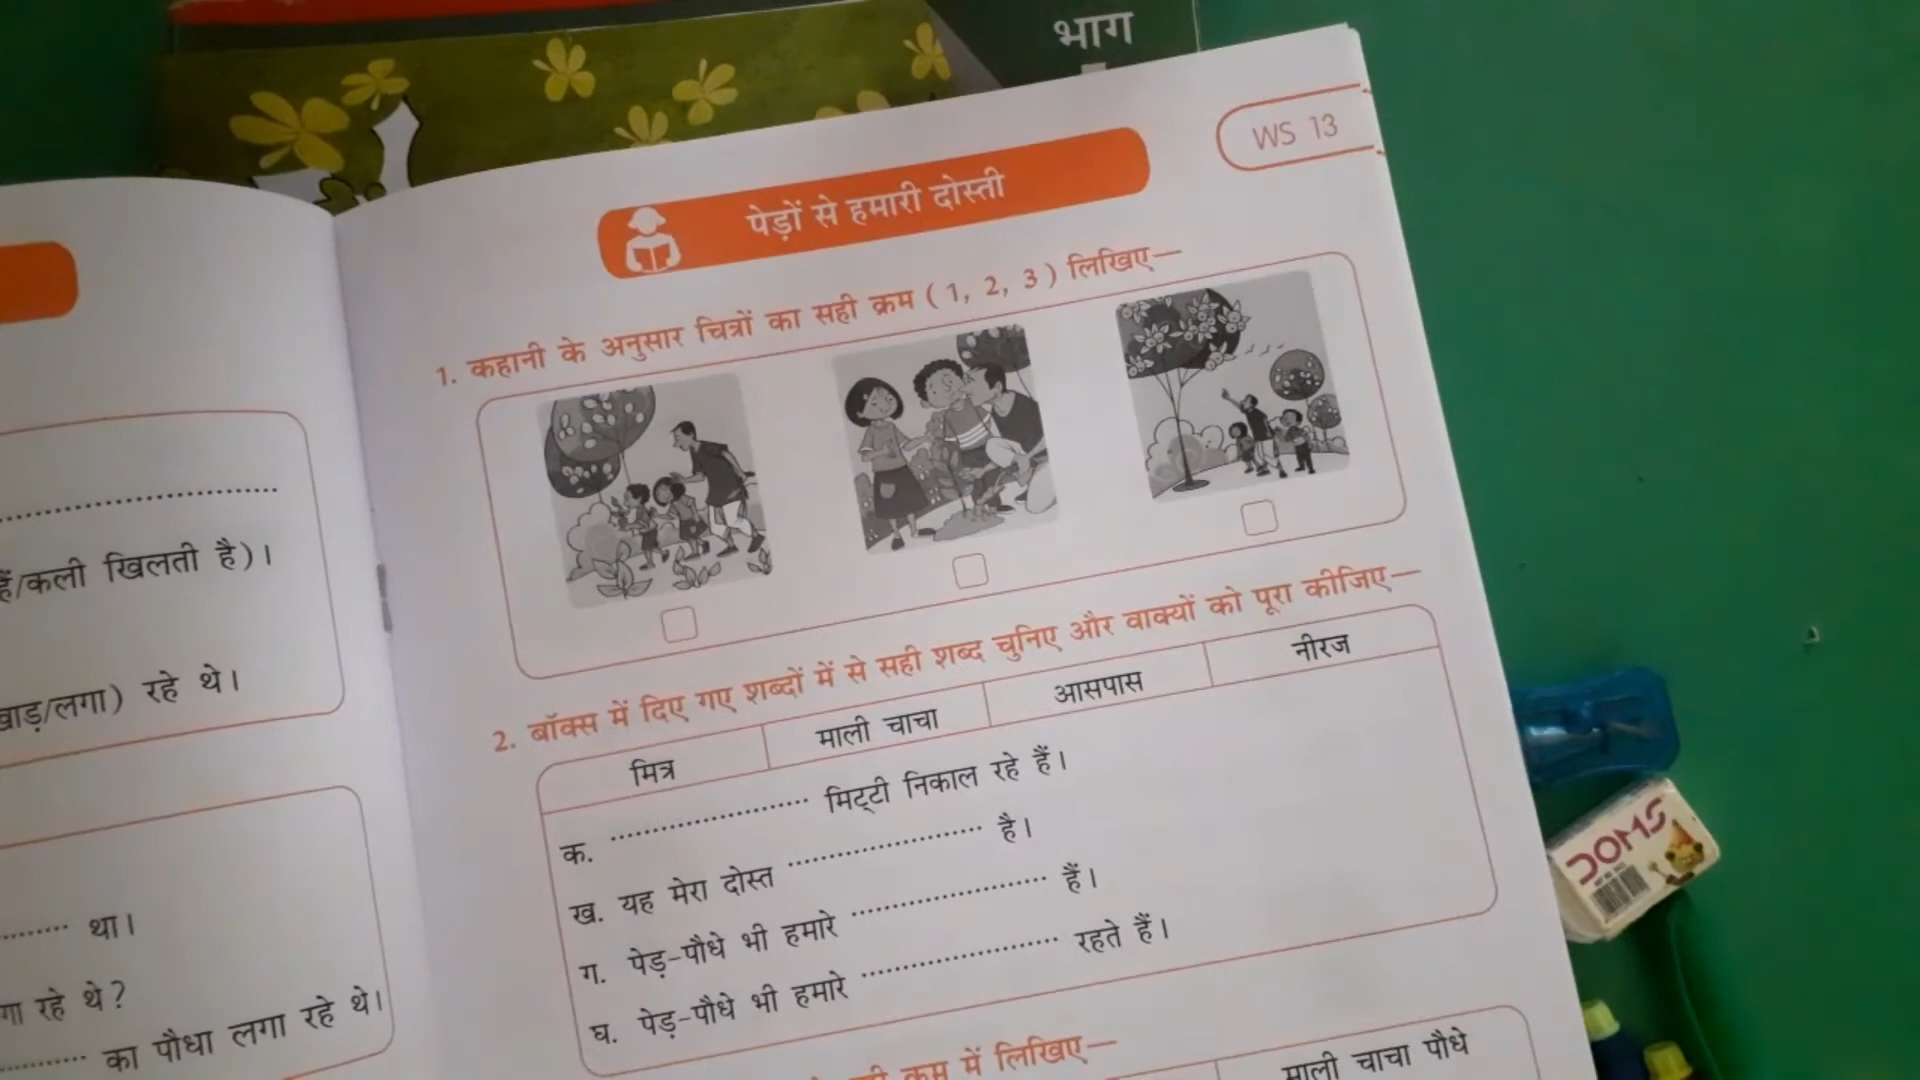 भाग
WS 13
पेड़ों से हमारी दोस्ती
1. कहानी के अनुसार चित्रों का सही क्रम ( 1, 2, 3 ) लिखिए—
2. बॉक्स में दिए गए शब्दों में से सही शब्द चुनिए और वाक्यों को पूरा कीजिए—
मित्र माली चाचा आसपास नीरज
क. .......................... मिट्टी निकाल रहे हैं।
ख. यह मेरा दोस्त .......................... है।
ग. पेड़-पौधे भी हमारे .......................... हैं।
घ. पेड़-पौधे भी हमारे .......................... रहते हैं।
क्रम में लिखिए—
माली चाचा पौधे
/कली खिलती है)।
/लगा) रहे थे।
........ था।
रहे थे?
........ का पौधा लगा रहे थे।
DOMS